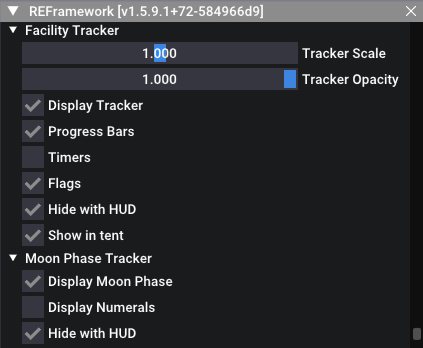 REFramework [v1.5.9.1+72-584966d9]
Facility Tracker
1.000 Tracker Scale
1.000 Tracker Opacity
Display Tracker
Progress Bars
Timers
Flags
Hide with HUD
Show in tent
Moon Phase Tracker
Display Moon Phase
Display Numerals
Hide with HUD